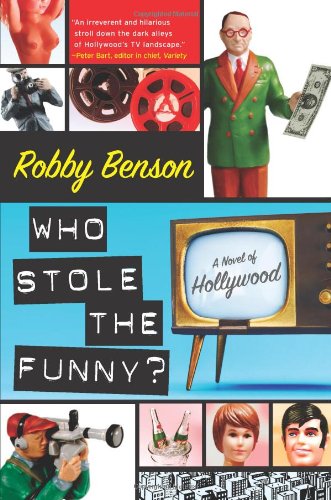 "An irreverent and hilarious
stroll down the dark alleys
of Hollywood's TV landscape."
—Peter Bart, editor in chief, Variety
Robby Benson
WHO
STOLE
THE
FUNNY?
A Novel of
Hollywood